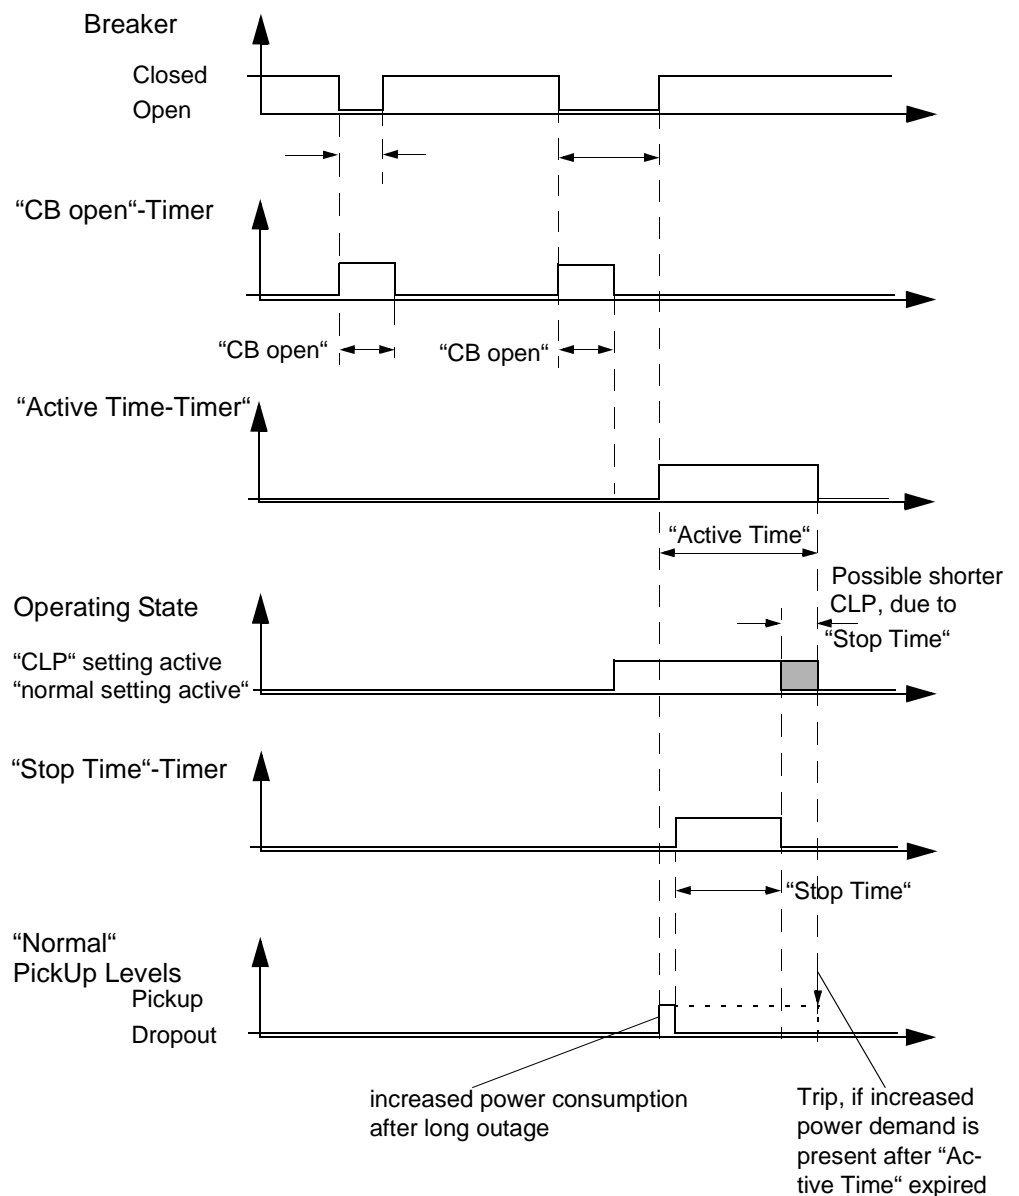 Breaker
Closed
Open
“CB open“-Timer
“CB open“
“CB open“
“Active Time-Timer“
“Active Time“
Possible shorter
CLP, due to
“Stop Time“
Operating State
“CLP“ setting active
“normal setting active“
“Stop Time“-Timer
“Stop Time“
“Normal“
PickUp Levels
Pickup
Dropout
increased power consumption
after long outage
Trip, if increased
power demand is
present after “Ac-
tive Time“ expired